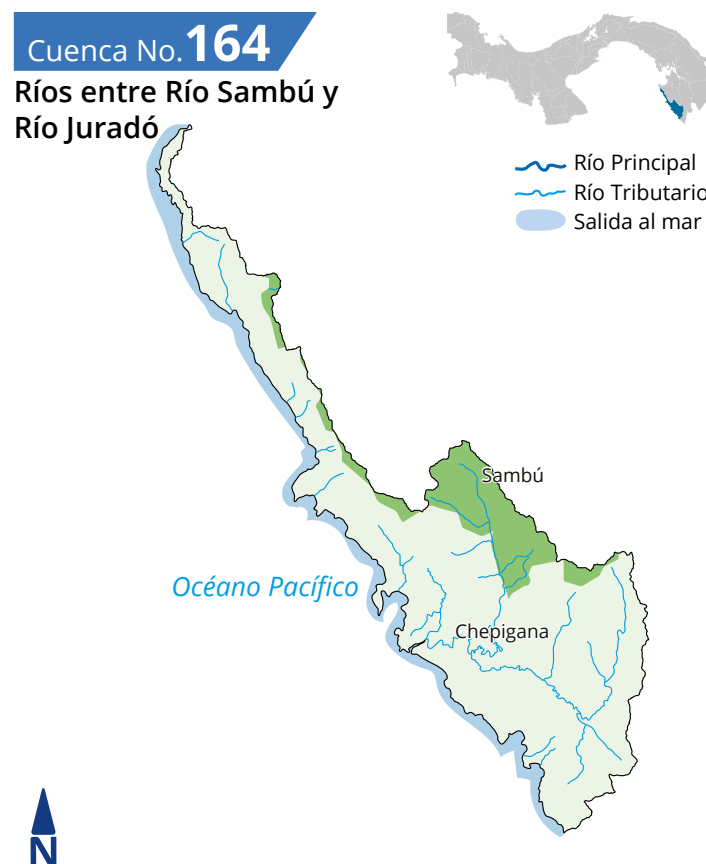 Cuenca No. 164
Ríos entre Río Sambú y
Río Juradó
Río Principal
Río Tributario
Salida al mar
Sambú
Océano Pacífico
Chepigana
N